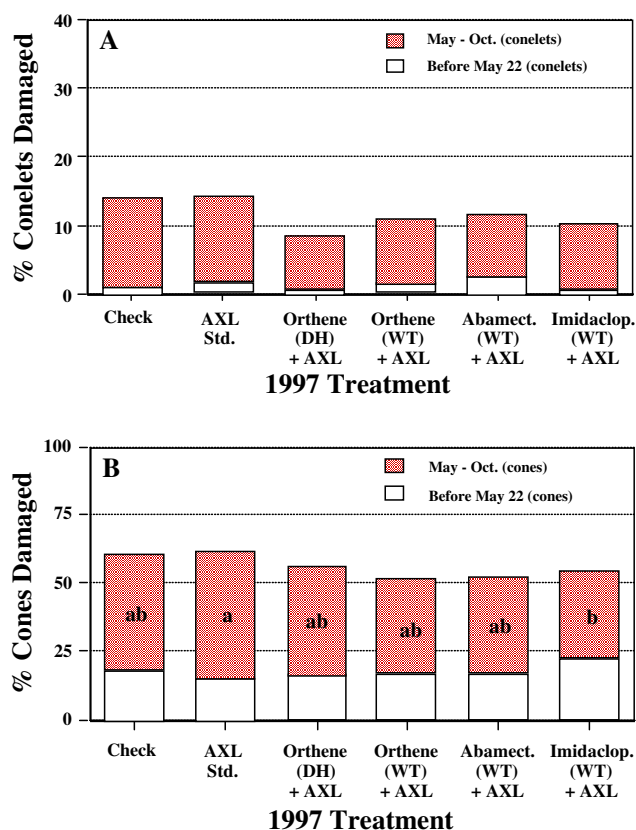 A
% Conelets Damaged
40
30
20
10
0
May - Oct. (conelets)
Before May 22 (conelets)
Check
AXL
Std.
Orthene
(DH)
+ AXL
Orthene
(WT)
+ AXL
Abamect.
(WT)
+ AXL
Imidaclop.
(WT)
+ AXL
1997 Treatment
B
% Cones Damaged
100
75
50
25
0
May - Oct. (cones)
Before May 22 (cones)
ab
a
ab
ab
ab
b
Check
AXL
Std.
Orthene
(DH)
+ AXL
Orthene
(WT)
+ AXL
Abamect.
(WT)
+ AXL
Imidaclop.
(WT)
+ AXL
1997 Treatment